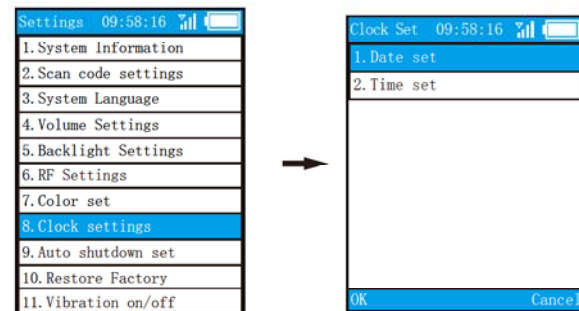 Settings 09:58:16
1.System Information
2.Scan code settings
3.System Language
4.Volume Settings
5.Backlight Settings
6.RF Settings
7.Color set
8.Clock settings
9.Auto shutdown set
10.Restore Factory
11.Vibration on/off
Clock Set 09:58:16
1.Date set
2.Time set
OK Cancel